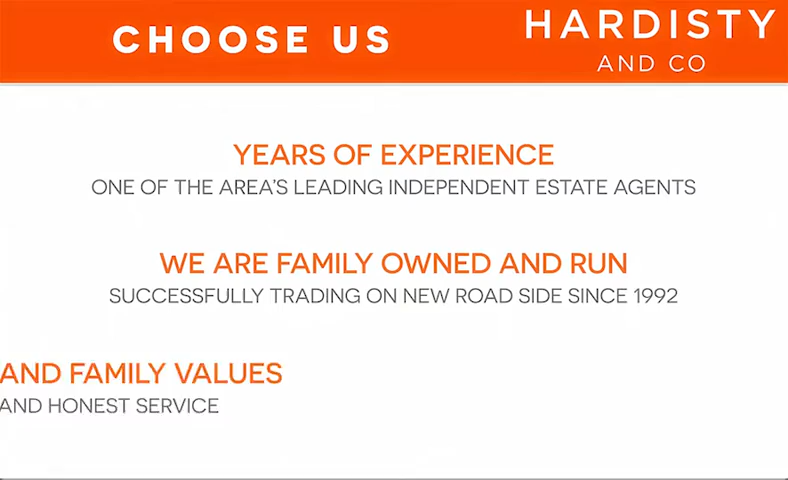 CHOOSE US
HARDISTY
AND CO
YEARS OF EXPERIENCE
ONE OF THE AREA'S LEADING INDEPENDENT ESTATE AGENTS
WE ARE FAMILY OWNED AND RUN
SUCCESSFULLY TRADING ON NEW ROAD SIDE SINCE 1992
AND FAMILY VALUES
AND HONEST SERVICE